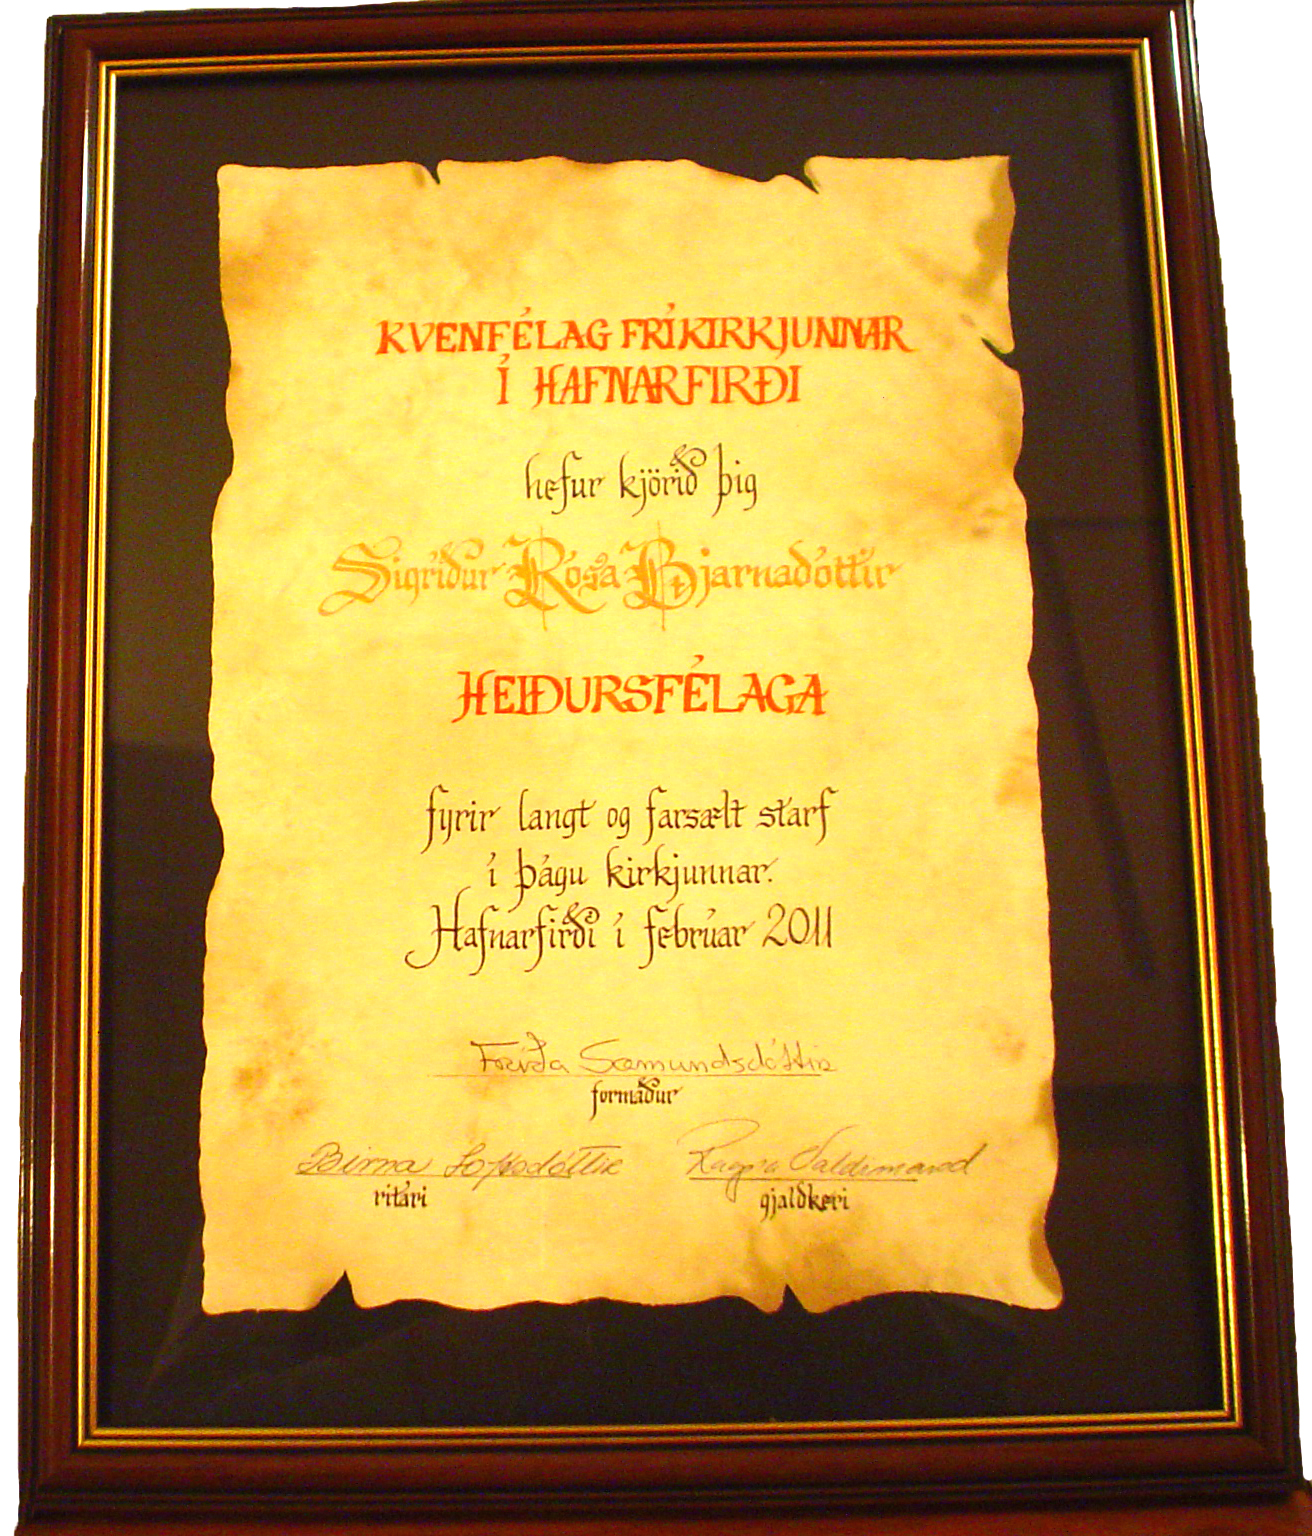 KVENFÉLAG FRÍKIRKJUNNAR
Í HAFNARFIRÐI
hefur kjörið þig
Sigríður Rósa Bjarnadóttir
HEIÐURSFÉLAGA
fyrir langt og farsælt starf
í þágu kirkjunnar.
Hafnarfirði í febrúar 2011
Fríða Sæmundsdóttir
formaður
Birna Loftsdóttir
ritari
gjaldkeri